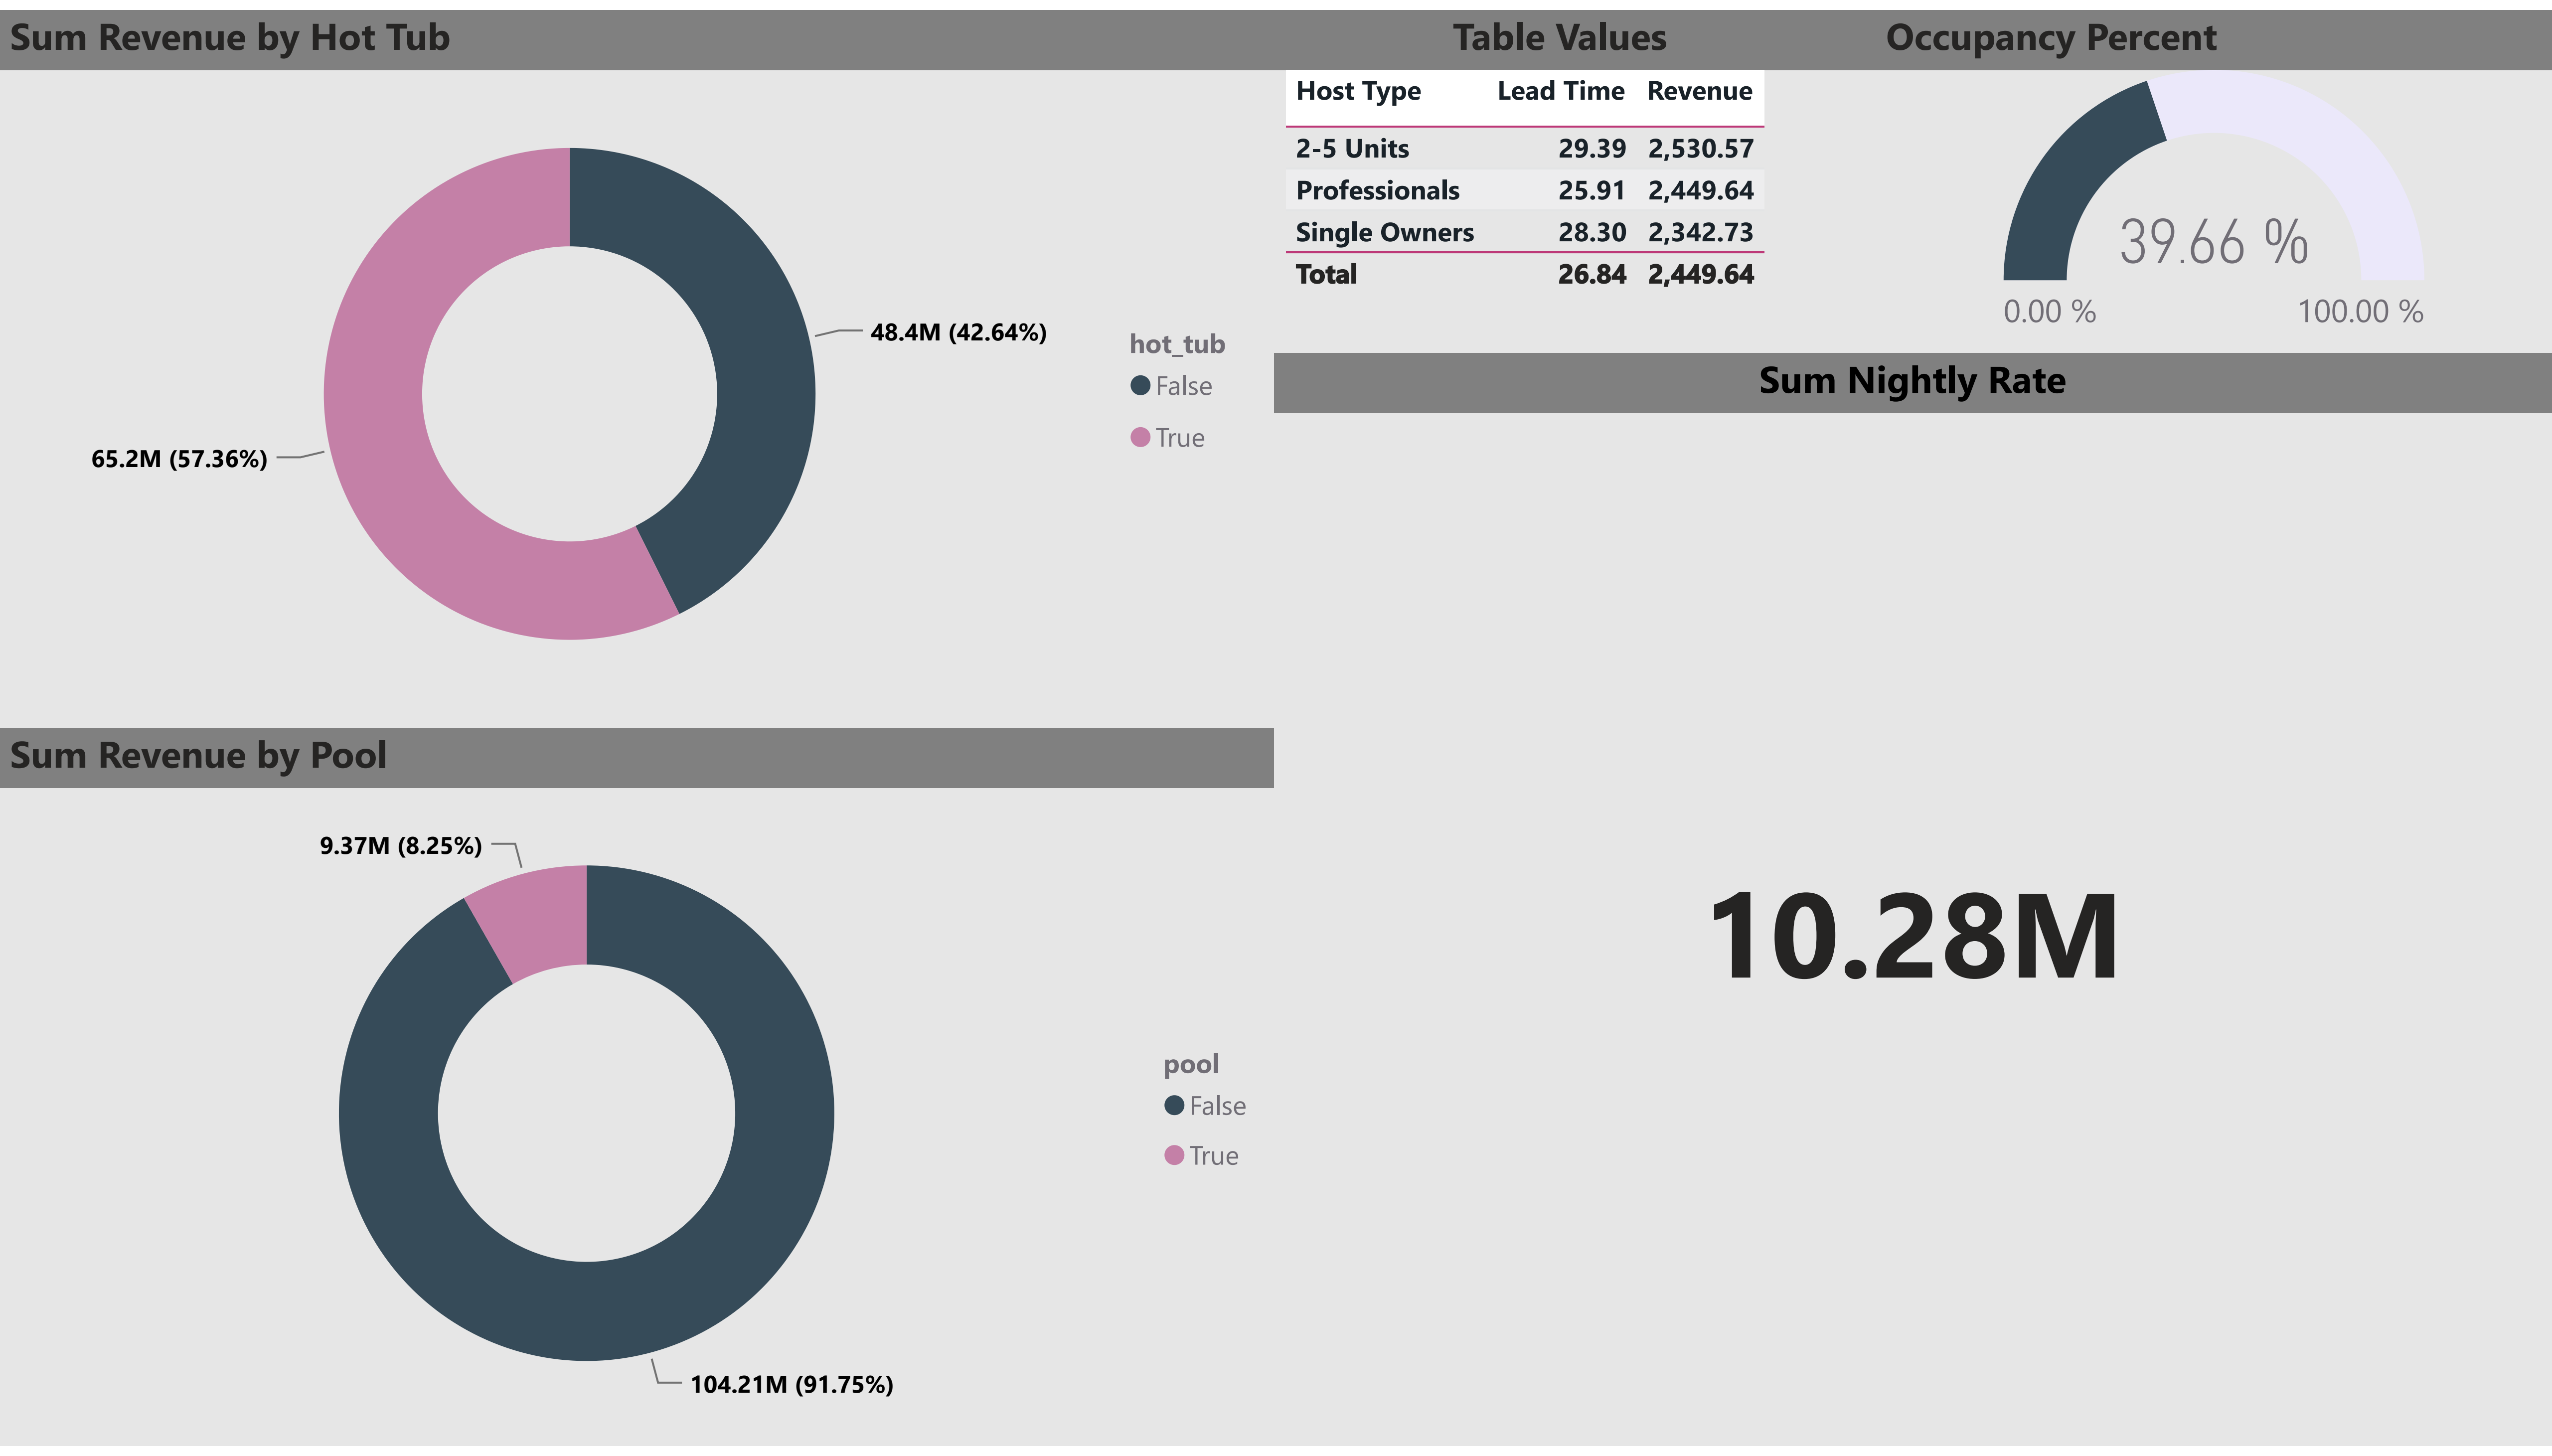 Sum Revenue by Hot Tub
48.4M (42.64%)
65.2M (57.36%)
hot_tub
False
True
Table Values
Host Type Lead Time Revenue
2-5 Units 29.39 2,530.57
Professionals 25.91 2,449.64
Single Owners 28.30 2,342.73
Total 26.84 2,449.64
Occupancy Percent
39.66 %
0.00 % 100.00 %
Sum Nightly Rate
10.28M
Sum Revenue by Pool
9.37M (8.25%)
104.21M (91.75%)
pool
False
True